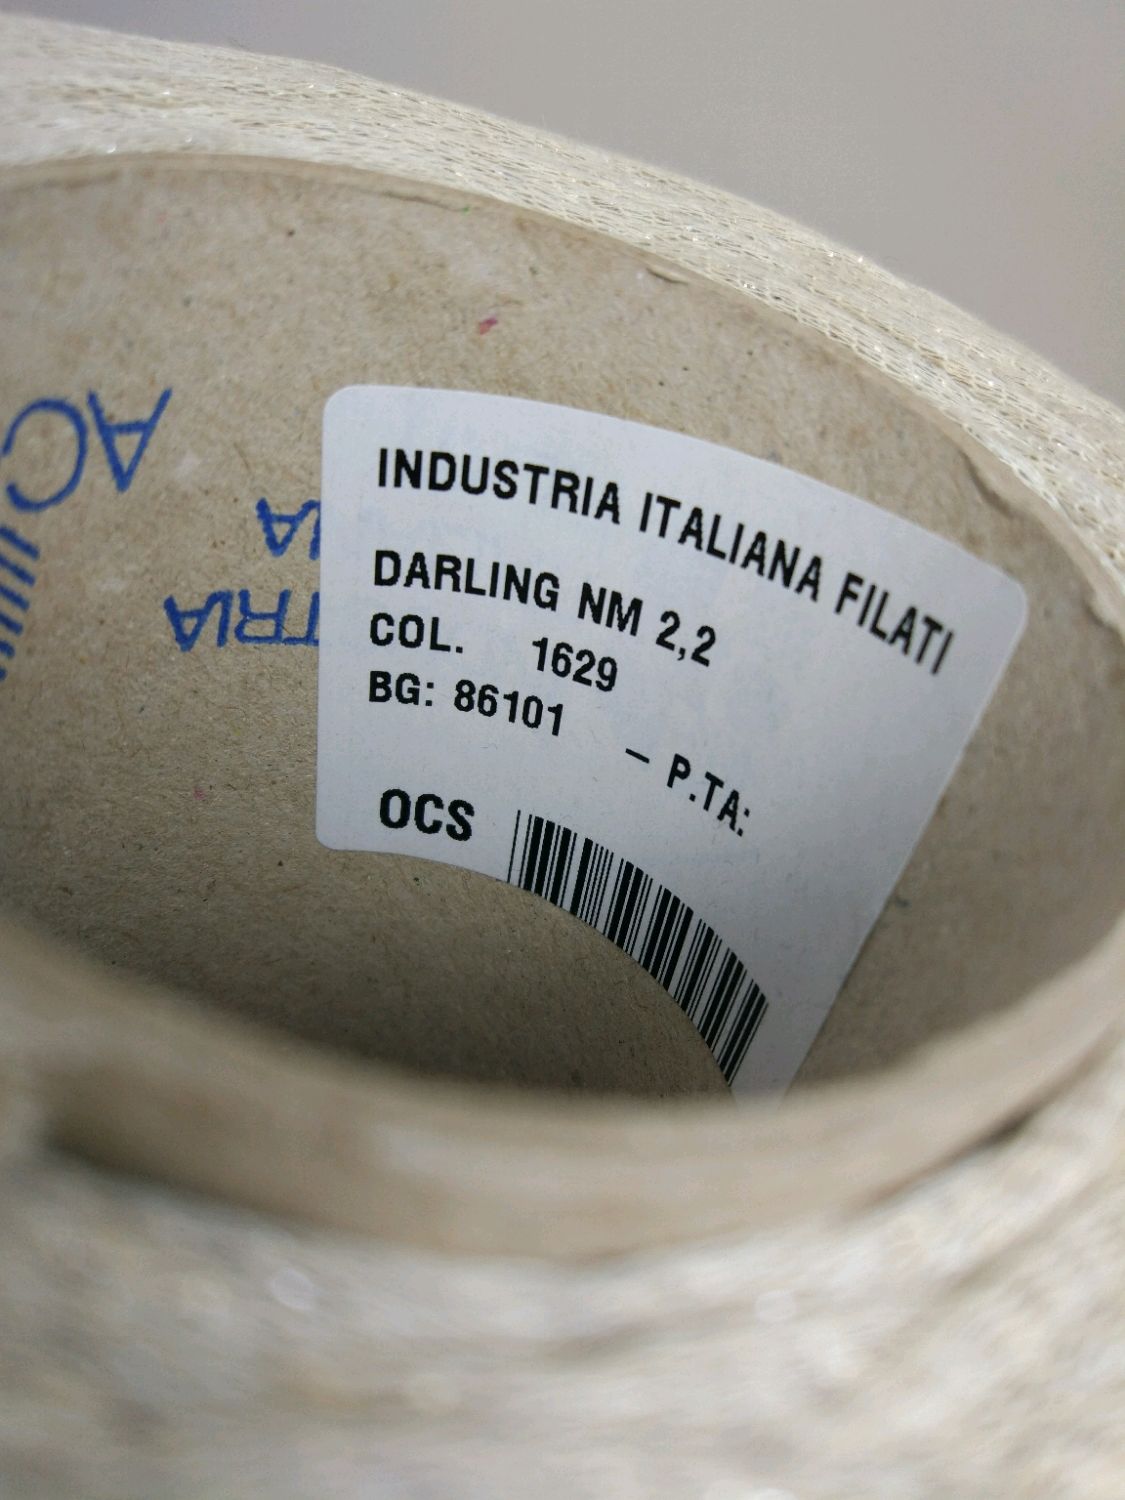 INDUSTRIA ITALIANA FILATI
DARLING NM 2,2
COL. 1629
BG: 86101 – P.TA:
OCS